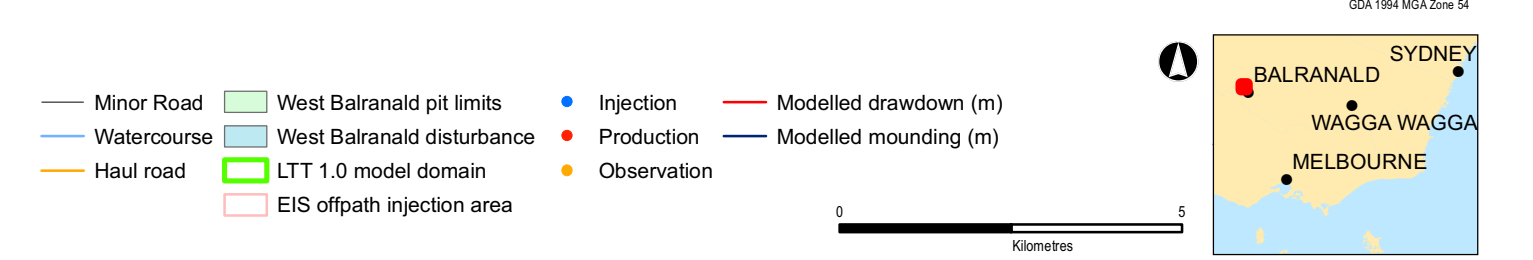 GDA 1994 MGA Zone 54
Minor Road
Watercourse
Haul road
West Balranald pit limits
West Balranald disturbance
LTT 1.0 model domain
EIS offpath injection area
Injection
Production
Observation
Modelled drawdown (m)
Modelled mounding (m)
0 5
Kilometres
SYDNEY
BALRANALD
WAGGA WAGGA
MELBOURNE